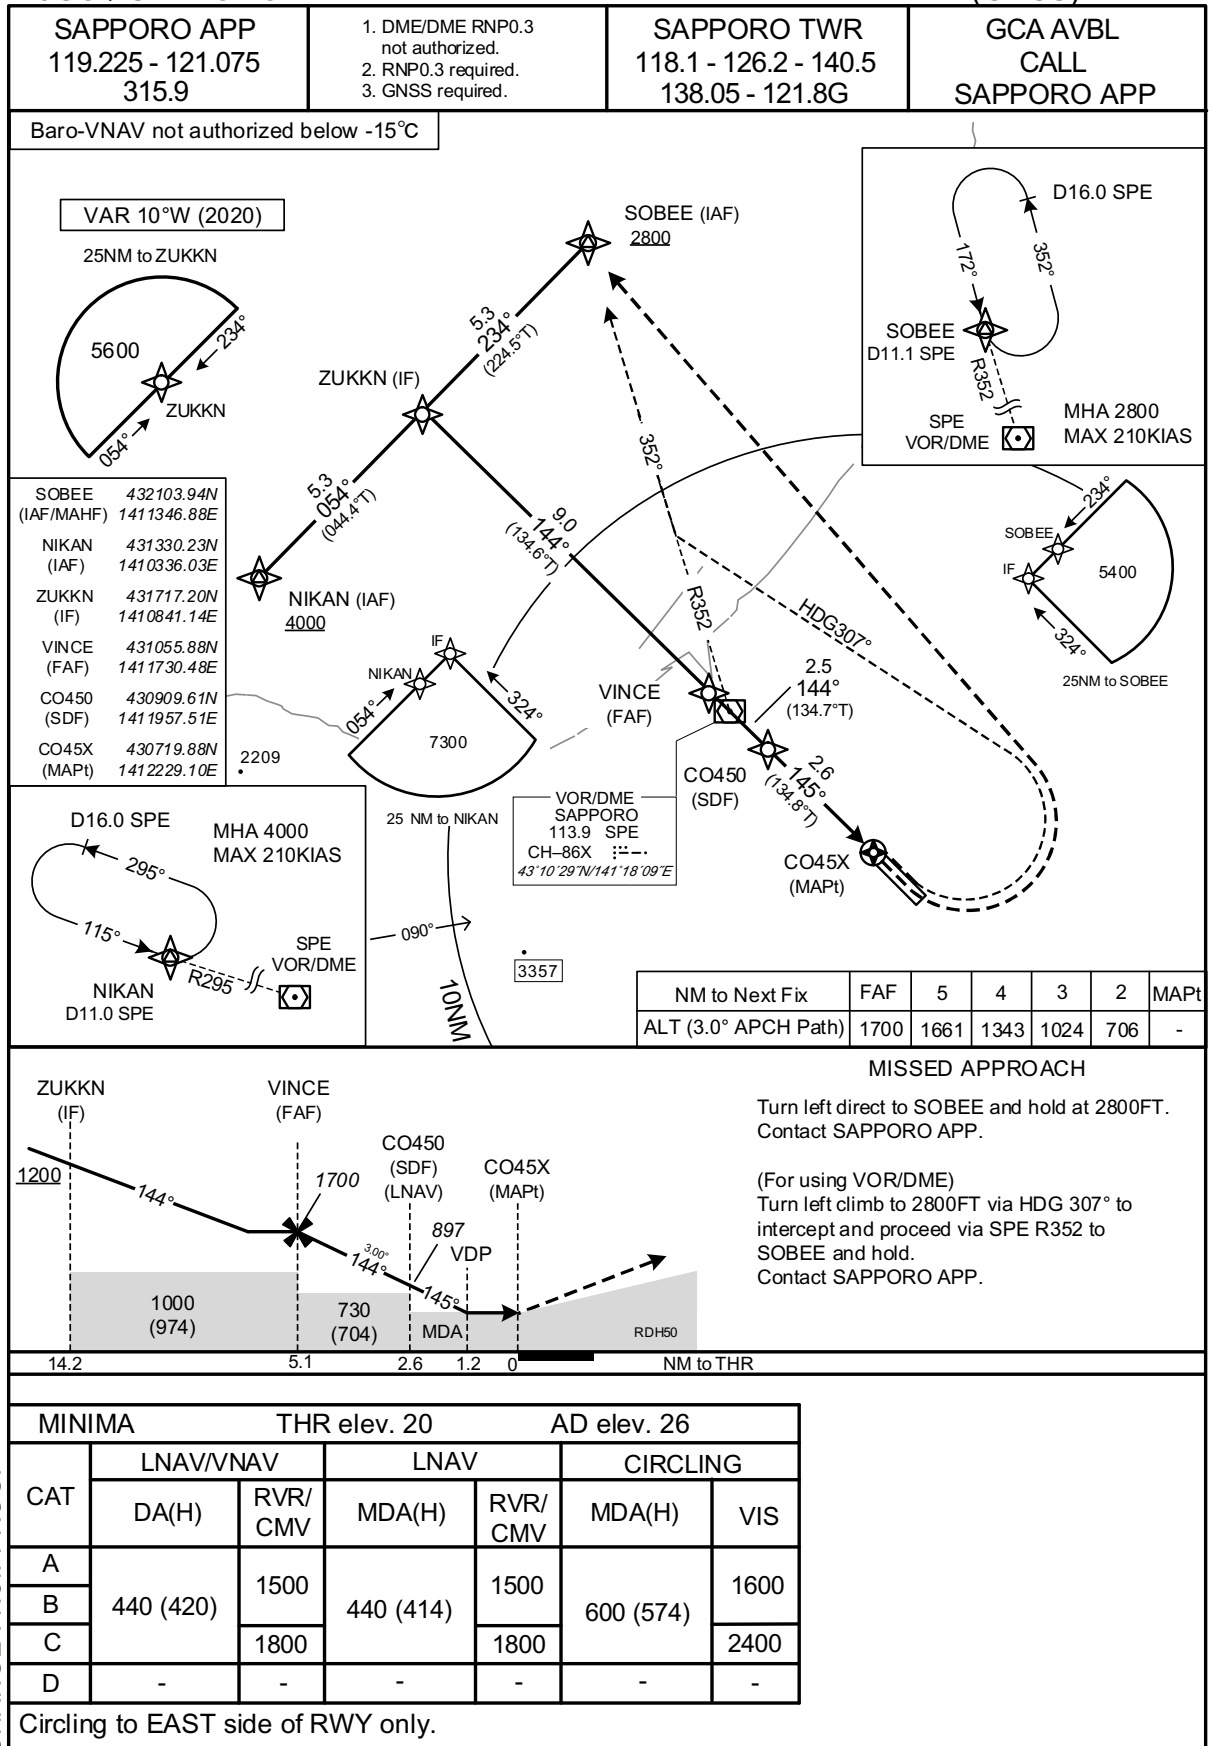 SAPPORO APP
119.225 - 121.075
315.9
1. DME/DME RNP0.3
not authorized.
2. RNP0.3 required.
3. GNSS required.
SAPPORO TWR
118.1 - 126.2 - 140.5
138.05 - 121.8G
GCA AVBL
CALL
SAPPORO APP
Baro-VNAV not authorized below -15°C
VAR 10°W (2020)
25NM to ZUKKN
5600
234°
ZUKKN
054°
SOBEE (IAF)
2800
5.3
234°
(224.5°T)
ZUKKN (IF)
5.3
054°
(044.4°T)
NIKAN (IAF)
4000
9.0
144°
(134.6°T)
352°
R352
HDG307°
D16.0 SPE
172°
352°
SOBEE
D11.1 SPE
R352
SPE
VOR/DME
MHA 2800
MAX 210KIAS
234°
SOBEE
IF
5400
324°
25NM to SOBEE
SOBEE 432103.94N
(IAF/MAHF) 1411346.88E
NIKAN 431330.23N
(IAF) 1410336.03E
ZUKKN 431717.20N
(IF) 1410841.14E
VINCE 431055.88N
(FAF) 1411730.48E
CO450 430909.61N
(SDF) 1411957.51E
CO45X 430719.88N
(MAPt) 1412229.10E
2209
IF
NIKAN
054°
324°
7300
25 NM to NIKAN
VINCE
(FAF)
2.5
144°
(134.7°T)
CO450
(SDF)
2.6
145°
(134.8°T)
CO45X
(MAPt)
VOR/DME
SAPPORO
113.9 SPE
CH–86X
43°10'29"N/141°18'09"E
D16.0 SPE
MHA 4000
MAX 210KIAS
295°
115°
NIKAN
D11.0 SPE
R295
SPE
VOR/DME
090°
10NM
3357
NM to Next Fix FAF 5 4 3 2 MAPt
ALT (3.0° APCH Path) 1700 1661 1343 1024 706 -
ZUKKN
(IF)
VINCE
(FAF)
CO450
(SDF)
(LNAV)
CO45X
(MAPt)
1200
144°
1700
3.00°
144°
897
VDP
145°
1000
(974)
730
(704)
MDA
RDH50
14.2 5.1 2.6 1.2 0 NM to THR
MISSED APPROACH
Turn left direct to SOBEE and hold at 2800FT.
Contact SAPPORO APP.
(For using VOR/DME)
Turn left climb to 2800FT via HDG 307° to
intercept and proceed via SPE R352 to
SOBEE and hold.
Contact SAPPORO APP.
MINIMA THR elev. 20 AD elev. 26
CAT LNAV/VNAV LNAV CIRCLING
DA(H) RVR/CMV MDA(H) RVR/CMV MDA(H) VIS
A
B
440 (420) 1500 440 (414) 1500 600 (574) 1600
C 1800 1800 2400
D - - - - - -
Circling to EAST side of RWY only.